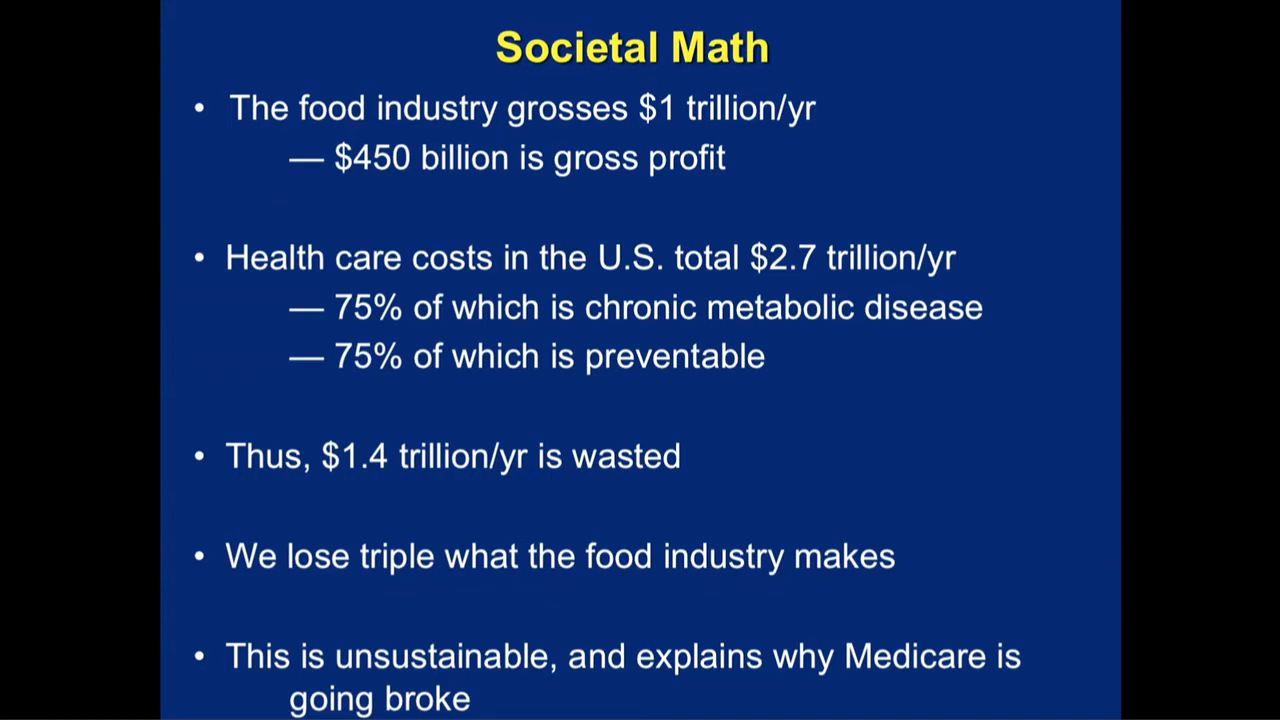 Societal Math
• The food industry grosses $1 trillion/yr
— $450 billion is gross profit
• Health care costs in the U.S. total $2.7 trillion/yr
— 75% of which is chronic metabolic disease
— 75% of which is preventable
• Thus, $1.4 trillion/yr is wasted
• We lose triple what the food industry makes
• This is unsustainable, and explains why Medicare is
going broke